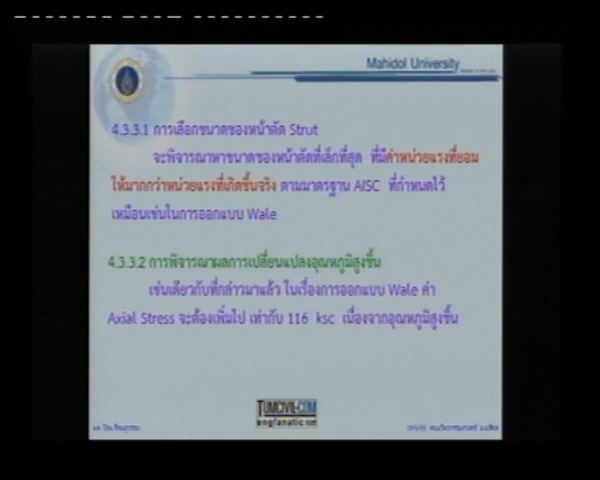 Mahidol University
4.3.3.1 การเลือกขนาดของหน้าตัด Strut
จะพิจารณาหาขนาดของหน้าตัดที่เล็กที่สุด ที่มีค่าหน่วยแรงที่ยอม
ให้มากกว่าหน่วยแรงที่เกิดขึ้นจริง ตามมาตรฐาน AISC ที่กำหนดไว้
เหมือนเช่นในการออกแบบ Wale
4.3.3.2 การพิจารณาผลการเปลี่ยนแปลงอุณหภูมิสูงขึ้น
เช่นเดียวกับที่กล่าวมาแล้ว ในเรื่องการออกแบบ Wale ค่า
Axial Stress จะต้องเพิ่มไป เท่ากับ 116 ksc เนื่องจากอุณหภูมิสูงขึ้น
TUMCIVIL.COM
engfanatic